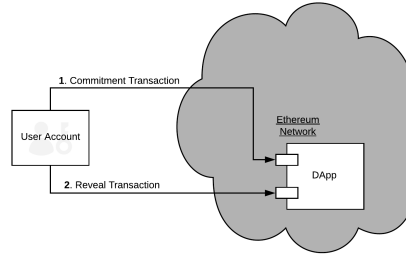 1. Commitment Transaction
Ethereum
Network
User Account
DApp
2. Reveal Transaction